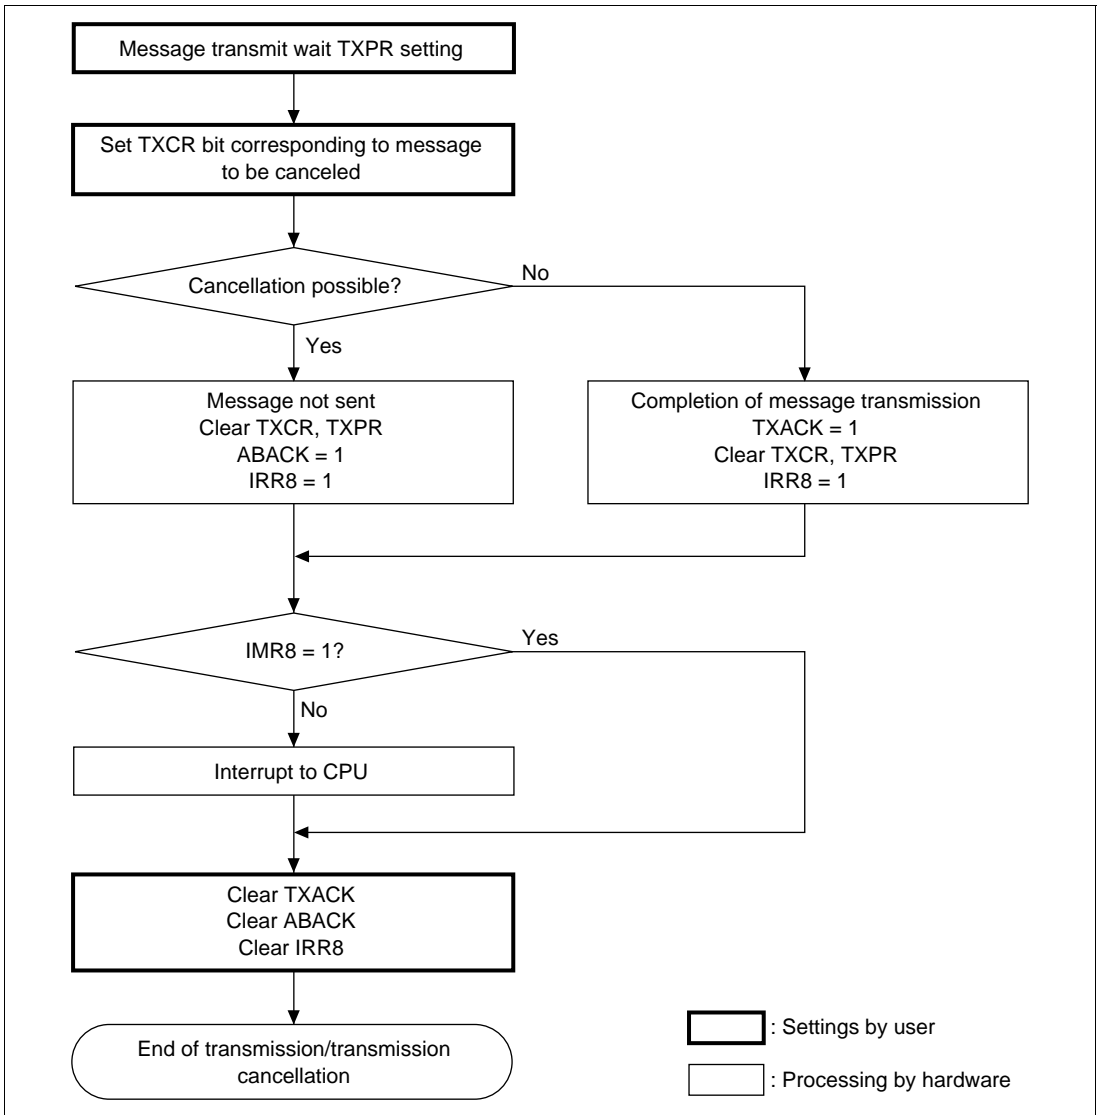 Message transmit wait TXPR setting
Set TXCR bit corresponding to message
to be canceled
Cancellation possible?
No
Yes
Message not sent
Clear TXCR, TXPR
ABACK = 1
IRR8 = 1
Completion of message transmission
TXACK = 1
Clear TXCR, TXPR
IRR8 = 1
IMR8 = 1?
Yes
No
Interrupt to CPU
Clear TXACK
Clear ABACK
Clear IRR8
End of transmission/transmission
cancellation
: Settings by user
: Processing by hardware